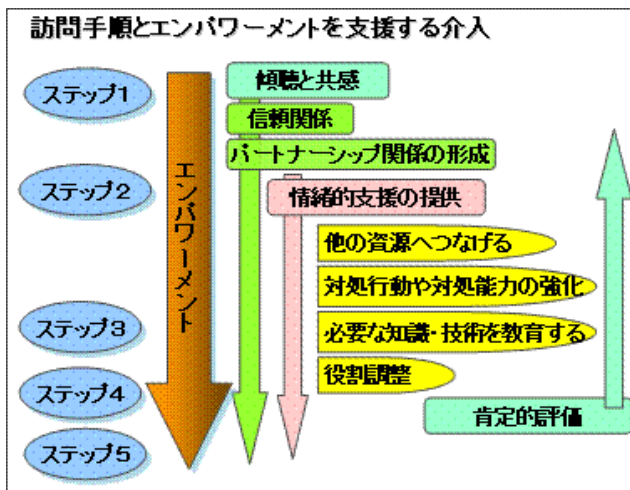 訪問手順とエンパワーメントを支援する介入
ステップ1
傾聴と共感
信頼関係
パートナーシップ関係の形成
ステップ2
エンパワーメント
情緒的支援の提供
他の資源へつなげる
対処行動や対処能力の強化
ステップ3
必要な知識・技術を教育する
役割調整
ステップ4
肯定的評価
ステップ5